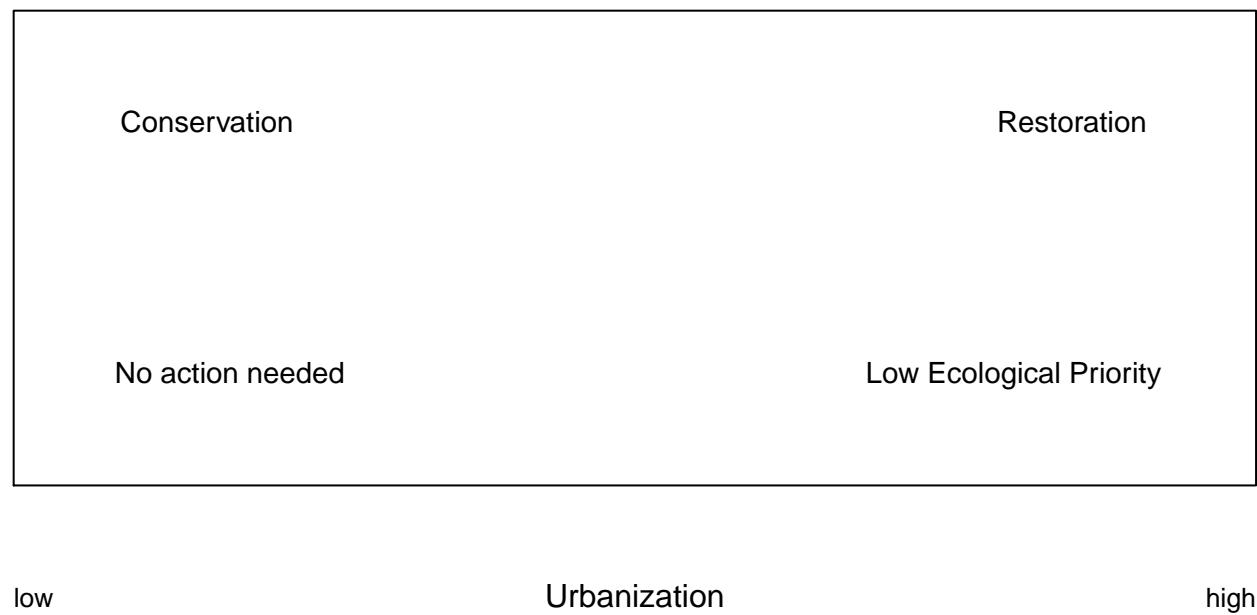 Conservation Restoration
No action needed Low Ecological Priority
low Urbanization high